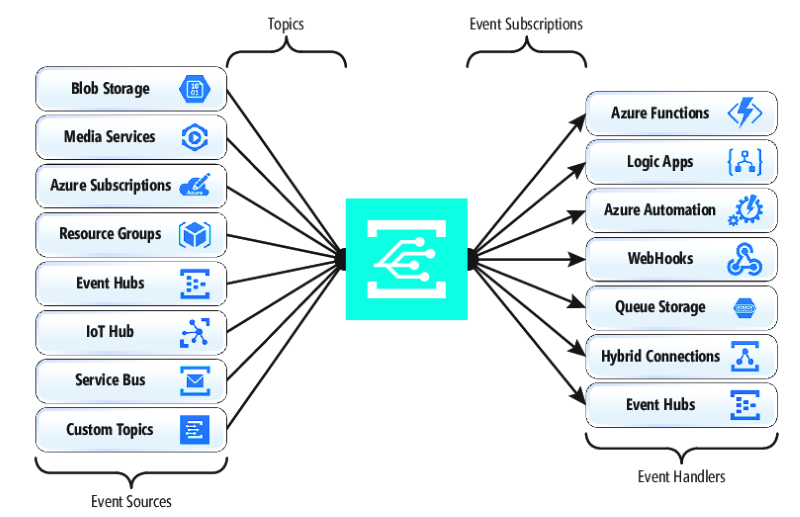 Topics
Event Subscriptions
Blob Storage
Media Services
Azure Subscriptions
Azure
Resource Groups
Event Hubs
IoT Hub
Service Bus
Custom Topics
Event Sources
Azure Functions
Logic Apps
Azure Automation
WebHooks
Queue Storage
Hybrid Connections
Event Hubs
Event Handlers